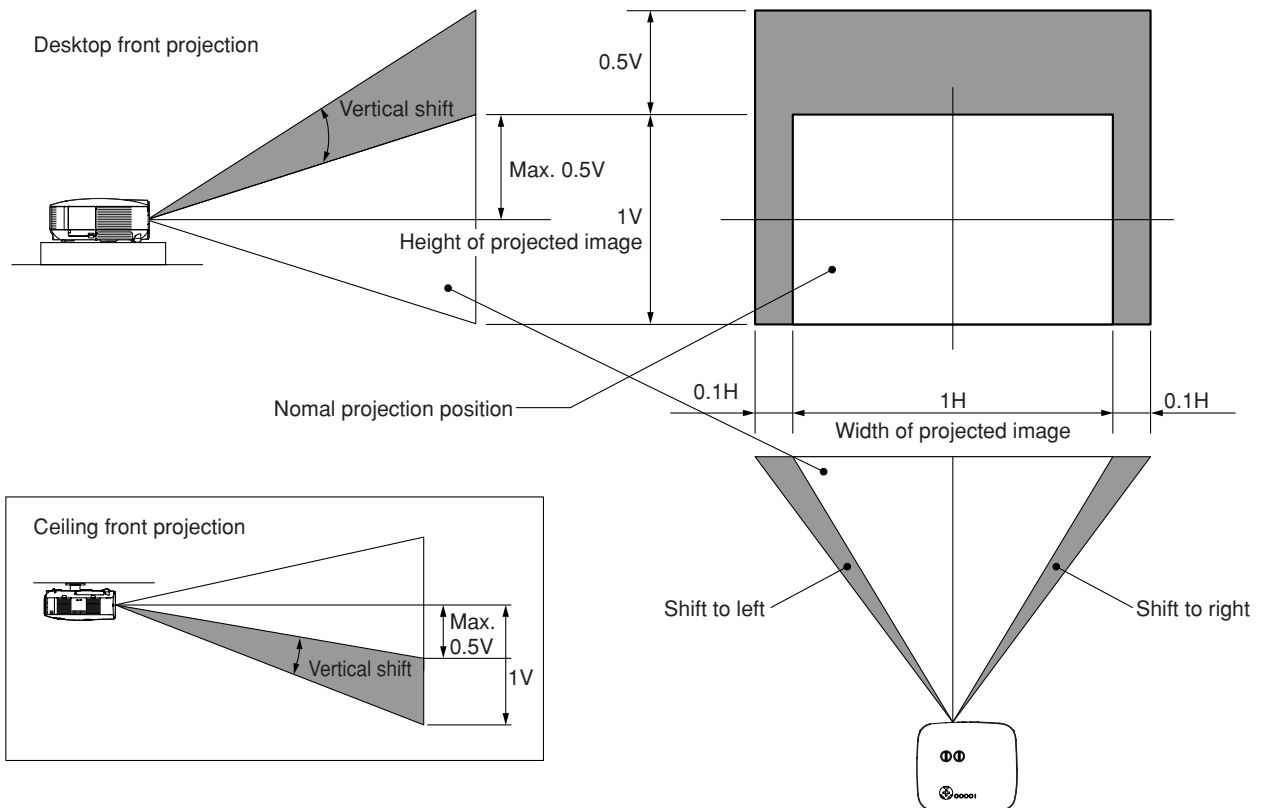 Desktop front projection
Vertical shift
Max. 0.5V
0.5V
1V
Height of projected image
Nomal projection position
0.1H
1H
0.1H
Width of projected image
Shift to left
Shift to right
Ceiling front projection
Max.
0.5V
Vertical shift
1V